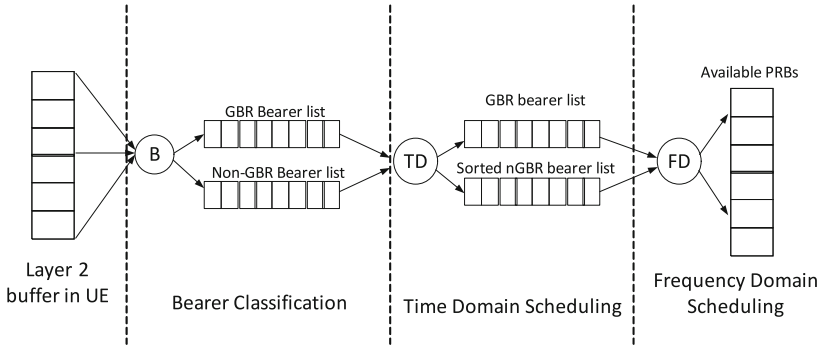 Layer 2
buffer in UE
B
GBR Bearer list
Non-GBR Bearer list
Bearer Classification
TD
GBR bearer list
Sorted nGBR bearer list
Time Domain Scheduling
FD
Available PRBs
Frequency Domain
Scheduling